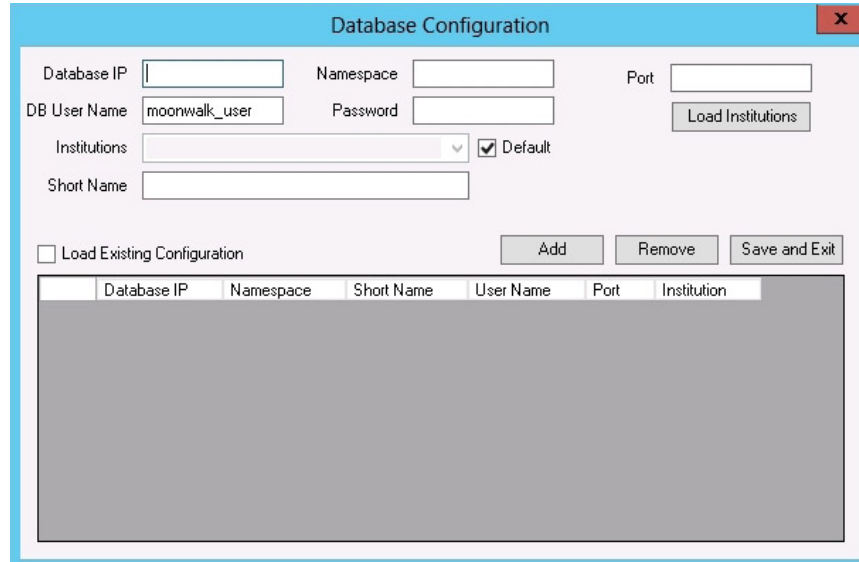 Database Configuration
x
Database IP Namespace Port
DB User Name moonwalk_user Password Load Institutions
Institutions Default
Short Name
Load Existing Configuration Add Remove Save and Exit
Database IP Namespace Short Name User Name Port Institution